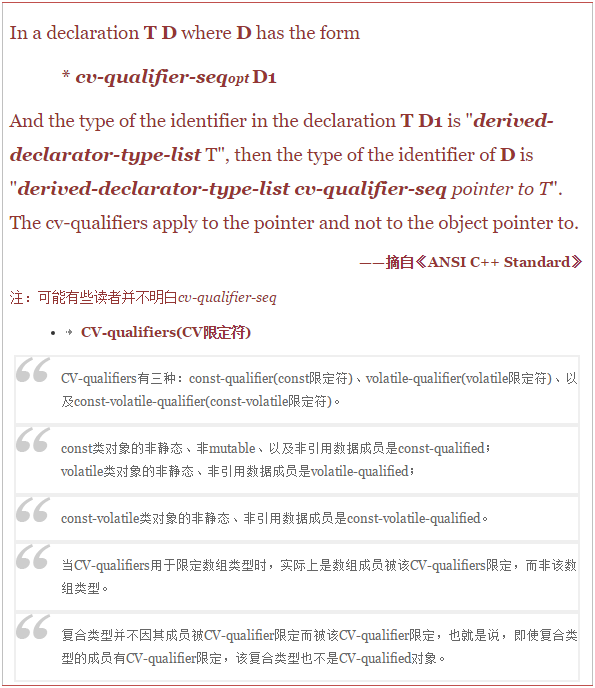 In a declaration T D where D has the form
* cv-qualifier-seqopt D1
And the type of the identifier in the declaration T D1 is "derived-
declarator-type-list T", then the type of the identifier of D is
"derived-declarator-type-list cv-qualifier-seq pointer to T".
The cv-qualifiers apply to the pointer and not to the object pointer to.
——摘自《ANSI C++ Standard》
注：可能有些读者并不明白cv-qualifier-seq
• → CV-qualifiers(CV限定符)
CV-qualifiers有三种：const-qualifier(const限定符)、volatile-qualifier(volatile限定符)、以
及const-volatile-qualifier(const-volatile限定符)。
const类对象的非静态、非mutable、以及非引用数据成员是const-qualified；
volatile类对象的非静态、非引用数据成员是volatile-qualified；
const-volatile类对象的非静态、非引用数据成员是const-volatile-qualified。
当CV-qualifiers用于限定数组类型时，实际上是数组成员被该CV-qualifiers限定，而非该数
组类型。
复合类型并不因其成员被CV-qualifier限定而被该CV-qualifier限定，也就是说，即使复合类
型的成员有CV-qualifier限定，该复合类型也不是CV-qualified对象。